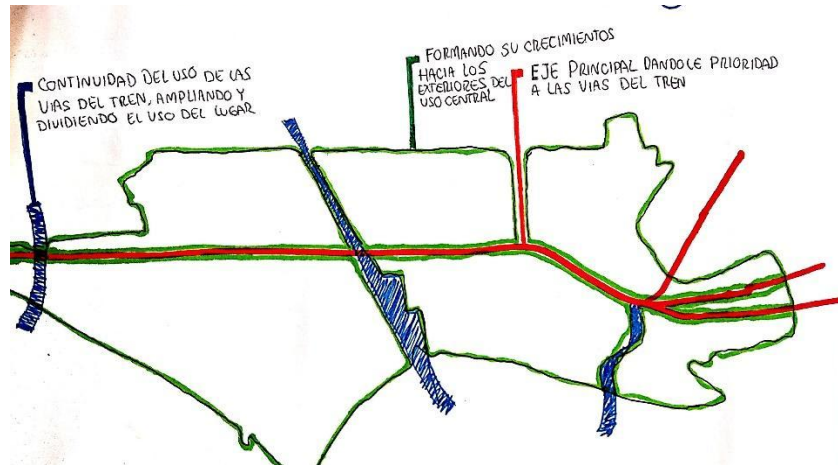 CONTINUIDAD DEL USO DE LAS
VIAS DEL TREN, AMPLIANDO Y
DIVIDIENDO EL USO DEL LUGAR
FORMANDO SU CRECIMIENTOS
HACIA LOS
EXTERIORES DEL
USO CENTRAL
EJE PRINCIPAL DANDOLE PRIORIDAD
A LAS VIAS DEL TREN